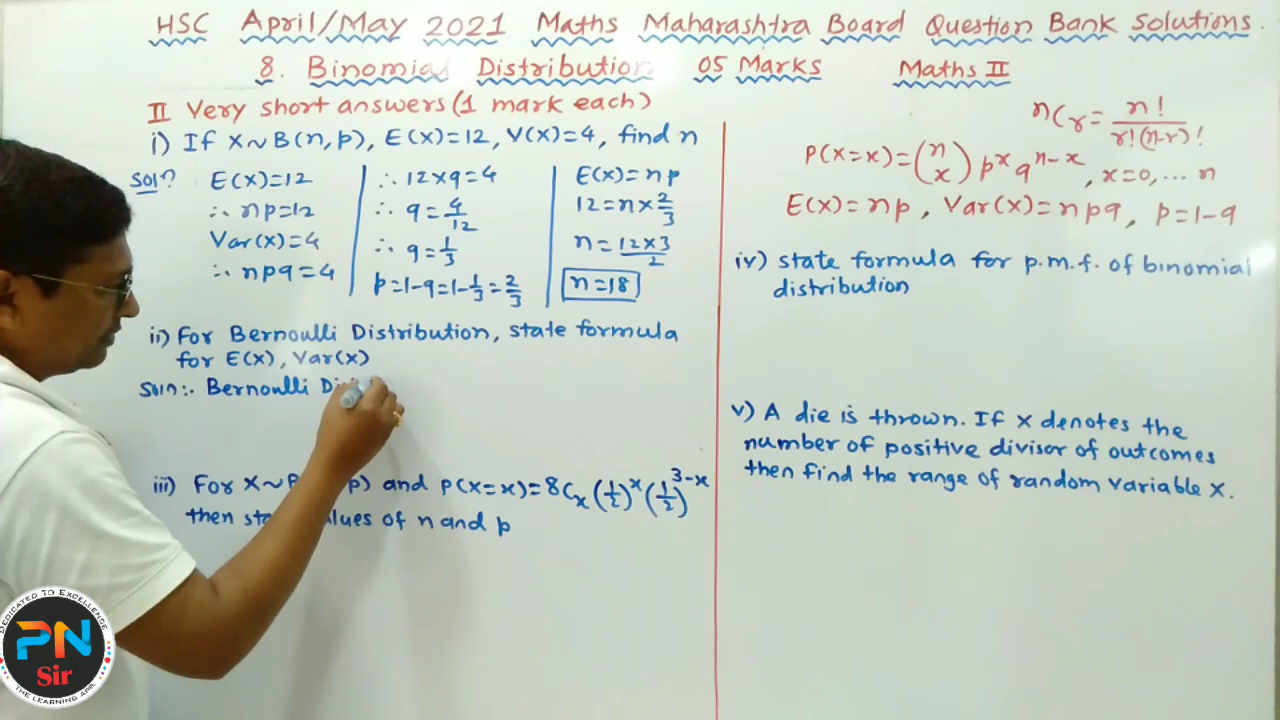 HSC April/May 2021 Maths Maharashtra Board Question Bank Solutions.
8. Binomial Distribution 05 Marks Maths II
II Very short answers (1 mark each)
i) If X~B(n,p), E(X)=12, V(X)=4, find n
Solⁿ:
E(X)=12
∴ np=12
Var(X)=4
∴ npq=4
∴ 12×q=4
∴ q=4/12
∴ q=1/3
p=1-q=1-1/3=2/3
E(X)=np
12=n×2/3
n=12×3/2
n=18
ii) For Bernoulli Distribution, state formula
for E(X), Var(X)
Soln:. Bernoulli
iii) For X~B( p) and p(X=x)=8Cx(1/2)^x(1/2)^3-x
then of n and p
nCr=n!/r!(n-r)!
P(X=x)=(n x) p^x q^n-x, x=0,... n
E(X)=np, Var(X)=npq, p=1-q
iv) state formula for p.m.f. of binomial
distribution
v) A die is thrown. If X denotes the
number of positive divisor of outcomes
then find the range of random variable X.
DEDICATED TO EXCELLENCE
PN
Sir
THE LEARNING APP